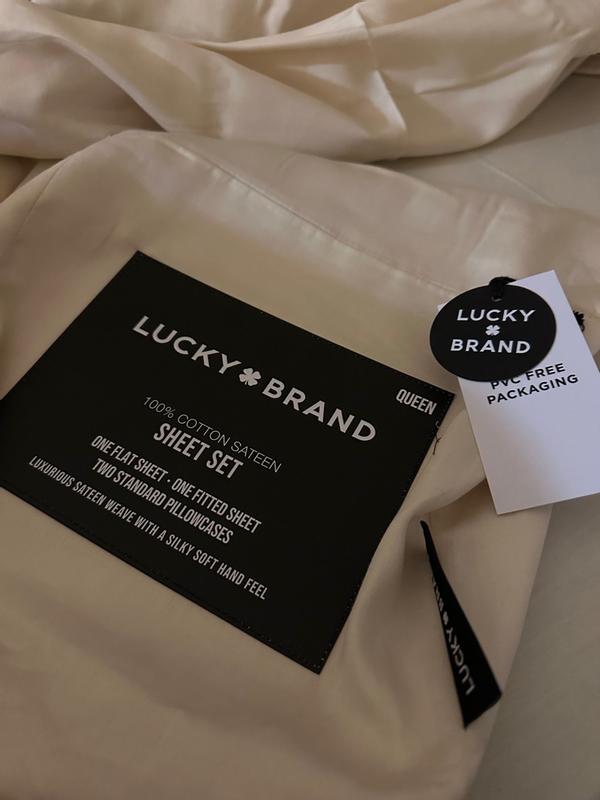 LUCKY BRAND
QUEEN
100% COTTON SATEEN
SHEET SET
ONE FLAT SHEET · ONE FITTED SHEET
TWO STANDARD PILLOWCASES
LUXURIOUS SATEEN WEAVE WITH A SILKY SOFT HAND FEEL
LUCKY
BRAND
PVC FREE
PACKAGING
LUCKY